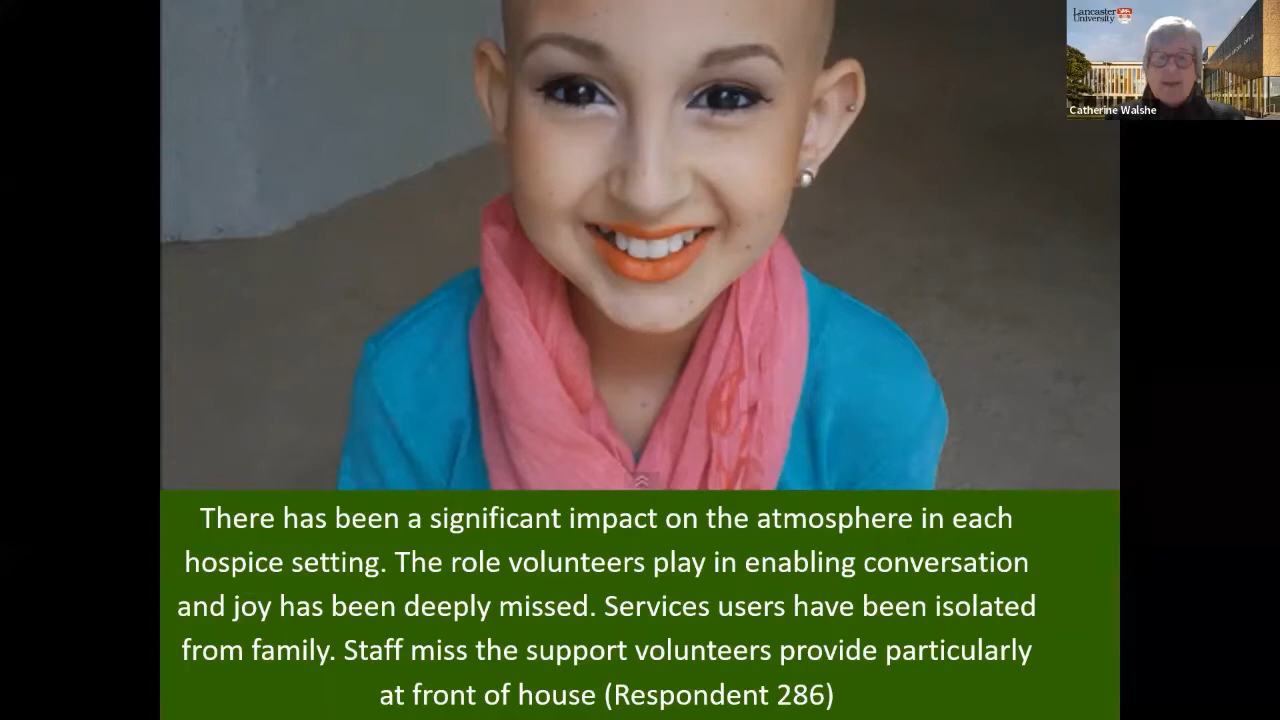 Lancaster
University
Catherine Walshe
There has been a significant impact on the atmosphere in each
hospice setting. The role volunteers play in enabling conversation
and joy has been deeply missed. Services users have been isolated
from family. Staff miss the support volunteers provide particularly
at front of house (Respondent 286)